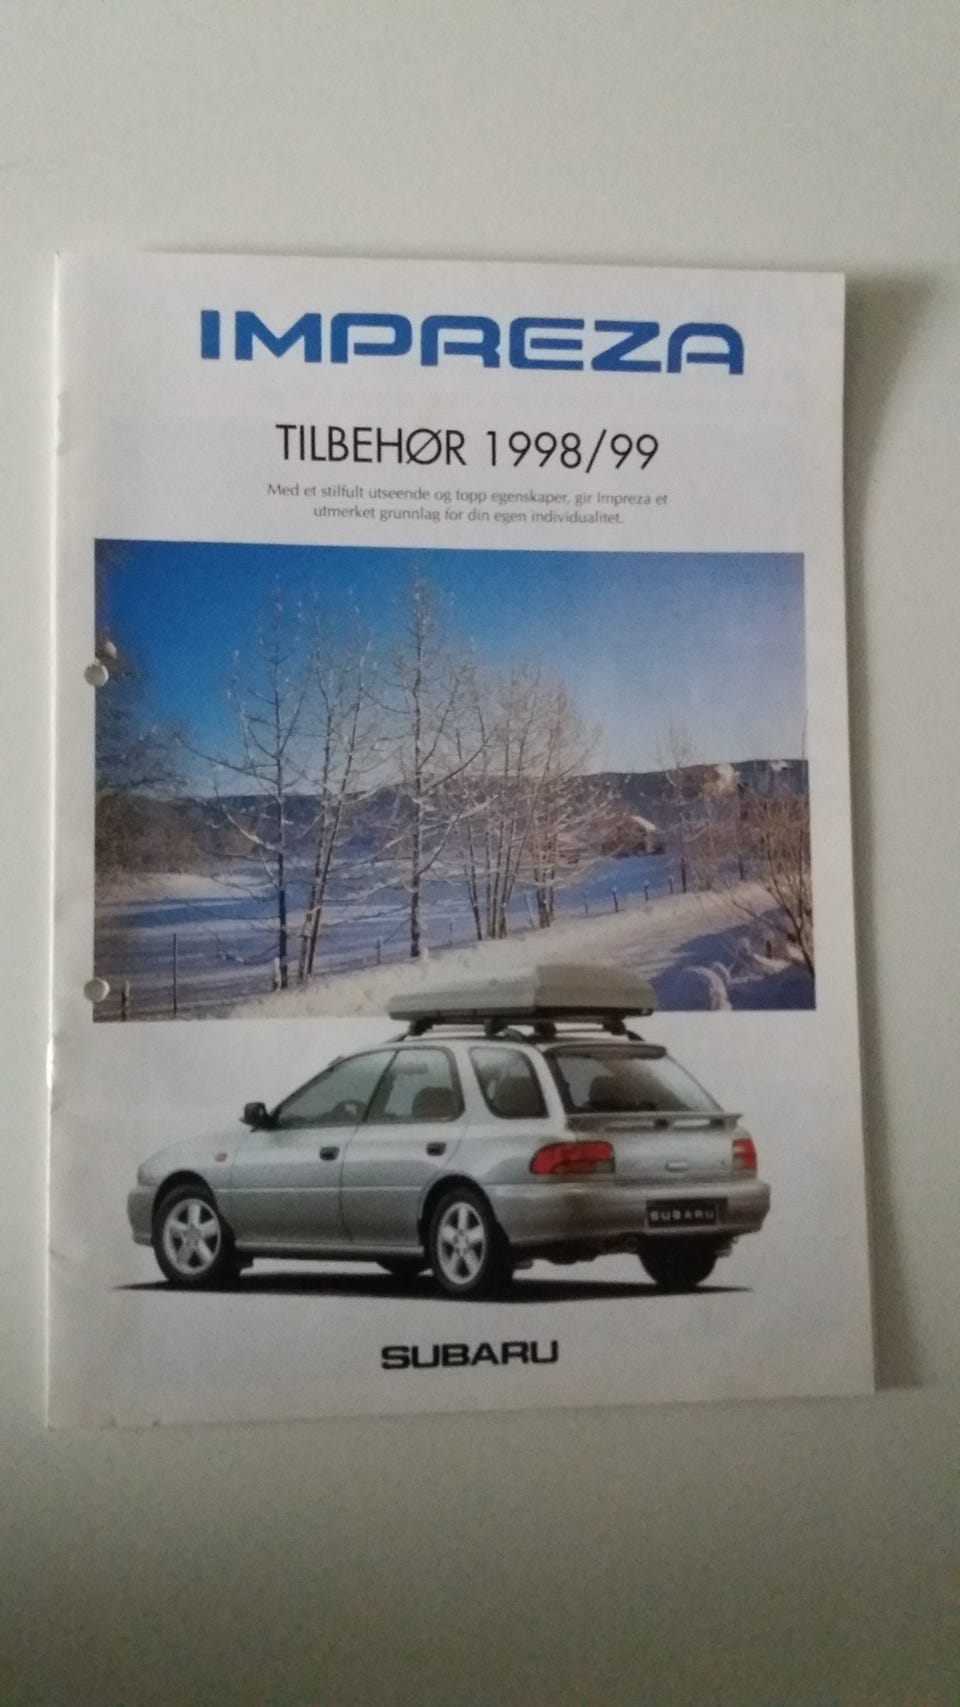 IMPREZA
TILBEHØR 1998/99
Med et stilfult utseende og topp egenskaper, gir Impreza et
utmerket grunnlag for din egen individualitet.
SUBARU
SUBARU